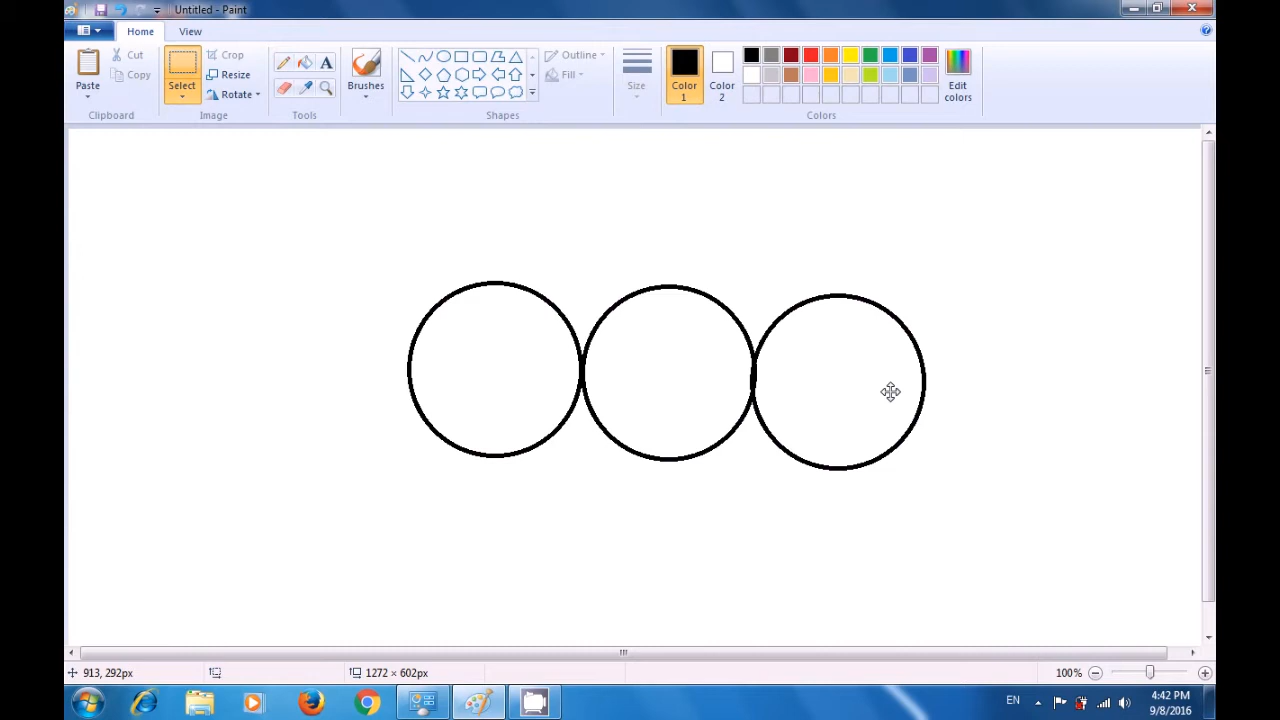 Untitled - Paint
Home View
Paste
Cut
Copy
Clipboard
Select
Crop
Resize
Rotate
Image
A
Tools
Brushes
Outline
Fill
Shapes
Size
Color 1
Color 2
Edit colors
Colors
913, 292px
1272 × 602px
100%
EN
4:42 PM
9/8/2016